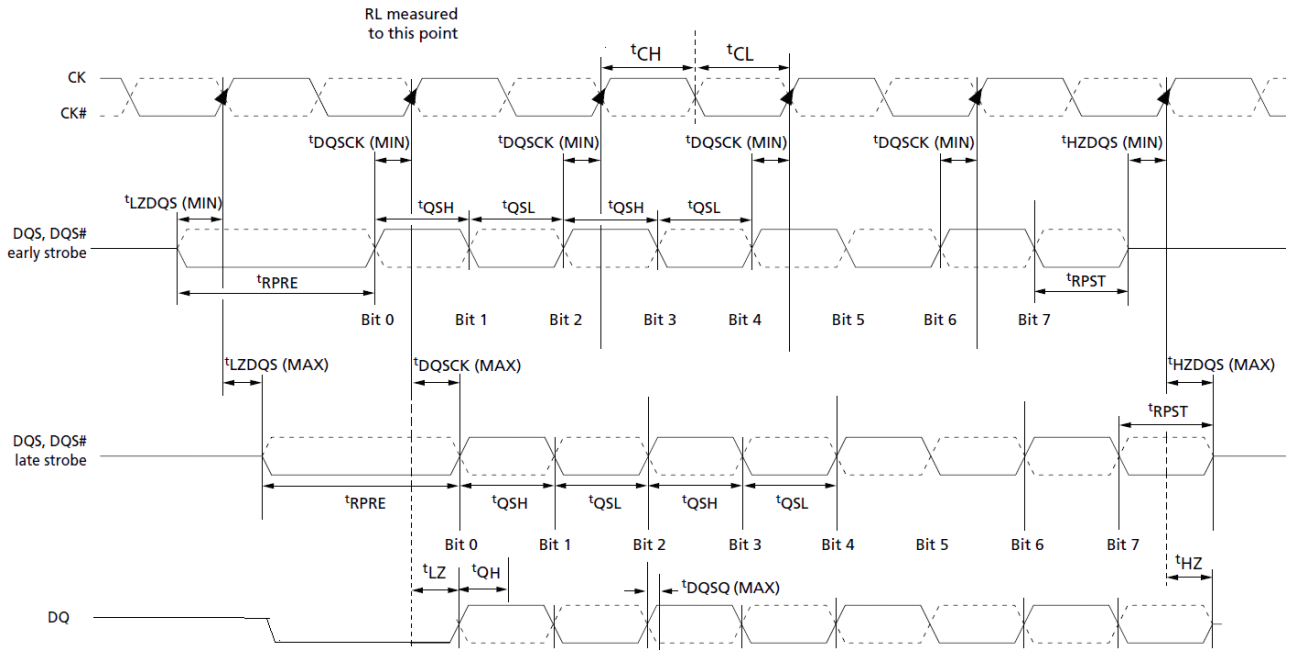 RL measured
to this point
tCH
tCL
CK
CK#
tDQSCK (MIN)
tDQSCK (MIN)
tDQSCK (MIN)
tDQSCK (MIN)
tHZDQS (MIN)
tLZDQS (MIN)
tQSH
tQSL
tQSH
tQSL
DQS, DQS#
early strobe
tRPRE
tRPST
Bit 0
Bit 1
Bit 2
Bit 3
Bit 4
Bit 5
Bit 6
Bit 7
tLZDQS (MAX)
tDQSCK (MAX)
tHZDQS (MAX)
tRPST
DQS, DQS#
late strobe
tRPRE
tQSH
tQSL
tQSH
tQSL
Bit 0
Bit 1
Bit 2
Bit 3
Bit 4
Bit 5
Bit 6
Bit 7
tLZ
tQH
tDQSQ (MAX)
tHZ
DQ